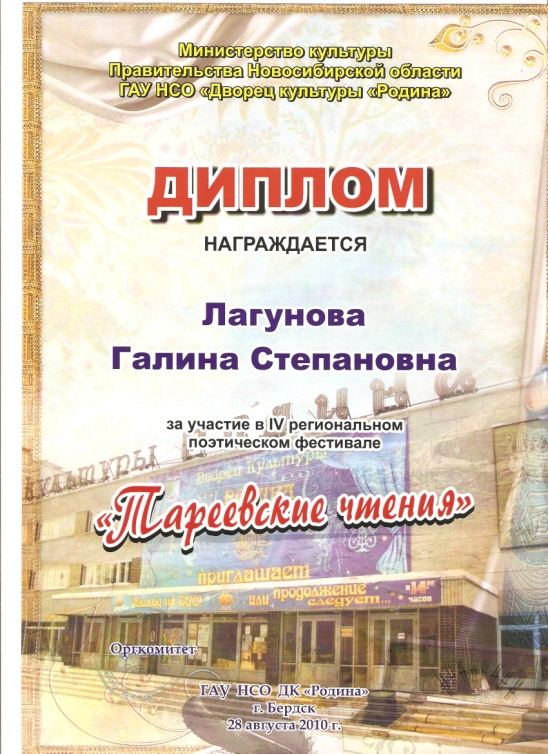 Министерство культуры
Правительства Новосибирской области
ГАУ НСО «Дворец культуры «Родина»
ДИПЛОМ
НАГРАЖДАЕТСЯ
Лагунова
Галина Степановна
за участие в IV региональном
поэтическом фестивале
«Тареевские чтения»
КУЛЬТУРЫ
Дворец Культуры
приглашает
или продолжение
следует...
14
часов
Оргкомитет
ГАУ НСО ДК «Родина»
г. Бердск
28 августа 2010 г.